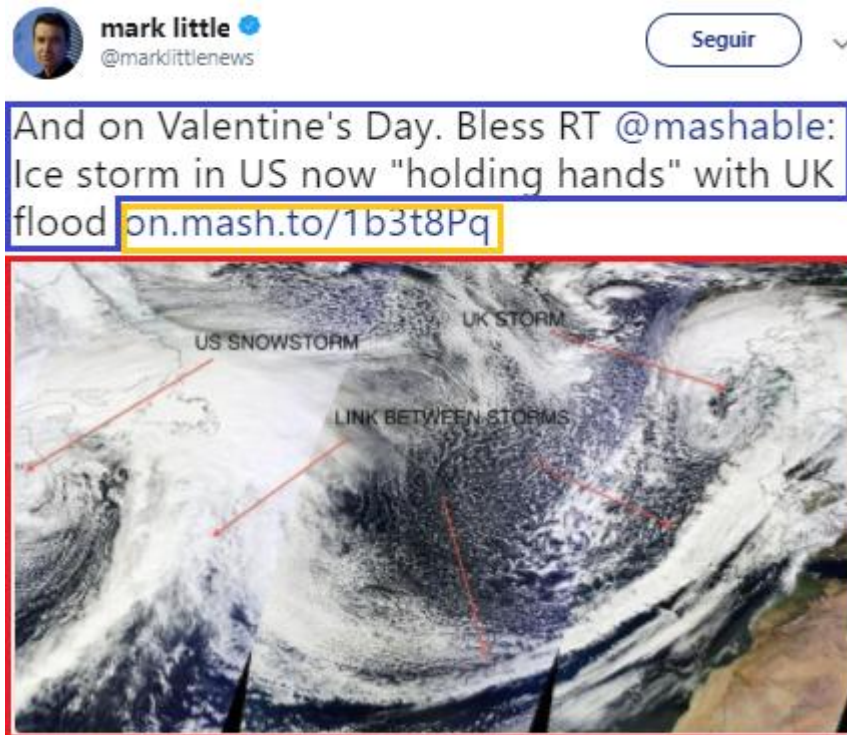 mark little
@marklittlenews
Seguir
And on Valentine's Day. Bless RT @mashable:
Ice storm in US now "holding hands" with UK
flood on.mash.to/1b3t8Pq
UK STORM
US SNOWSTORM
LINK BETWEEN STORMS